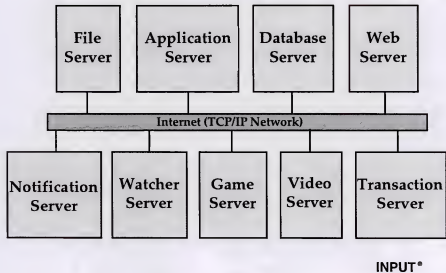 File
Server
Application
Server
Database
Server
Web
Server
Internet (TCP/IP Network)
Notification
Server
Watcher
Server
Game
Server
Video
Server
Transaction
Server
INPUT®